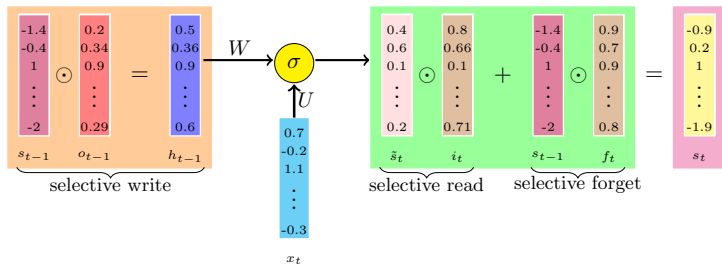 -1.4 0.2 0.5 0.4 0.8 0.9 -0.9
-0.4 0.34 0.36 W σ 0.6 0.66 -1.4 0.7 0.2
1 ⊙ 0.9 = 0.9 0.1 ⊙ 0.1 + -0.4 ⊙ 0.9 = 1
⋮ ⋮ ⋮ U ⋮ ⋮ 1 ⋮ ⋮
-2 0.29 0.6 0.7 0.2 0.71 ⋮ 0.8 -1.9
-0.2 -2
s_{t−1} o_{t−1} h_{t−1} 1.1 s̃_t i_t s_{t−1} f_t s_t
selective write ⋮ selective read selective forget
-0.3
x_t